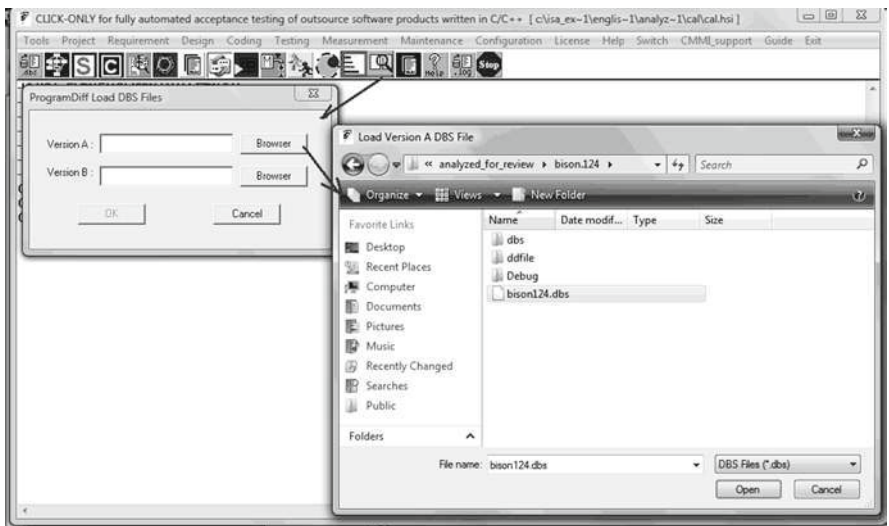 CLICK-ONLY for fully automated acceptance testing of outsource software products written in C/C++ [ c:\isa_ex~1\englis~1\analyz~1\cal\cal.hsi ]
Tools Project Requirement Design Coding Testing Measurement Maintenance Configuration License Help Switch CMMI_support Guide Exit
.dbs S C Help .log Stop
ProgramDiff Load DBS Files
Version A : Browser
Version B : Browser
OK Cancel
Load Version A DBS File
« analyzed_for_review bison.124 Search
Organize Views New Folder
Favorite Links
Desktop
Recent Places
Computer
Documents
Pictures
Music
Recently Changed
Searches
Public
Folders
Name Date modif... Type Size
dbs
ddfile
Debug
bison124.dbs
File name: bison124.dbs DBS Files (*.dbs)
Open Cancel